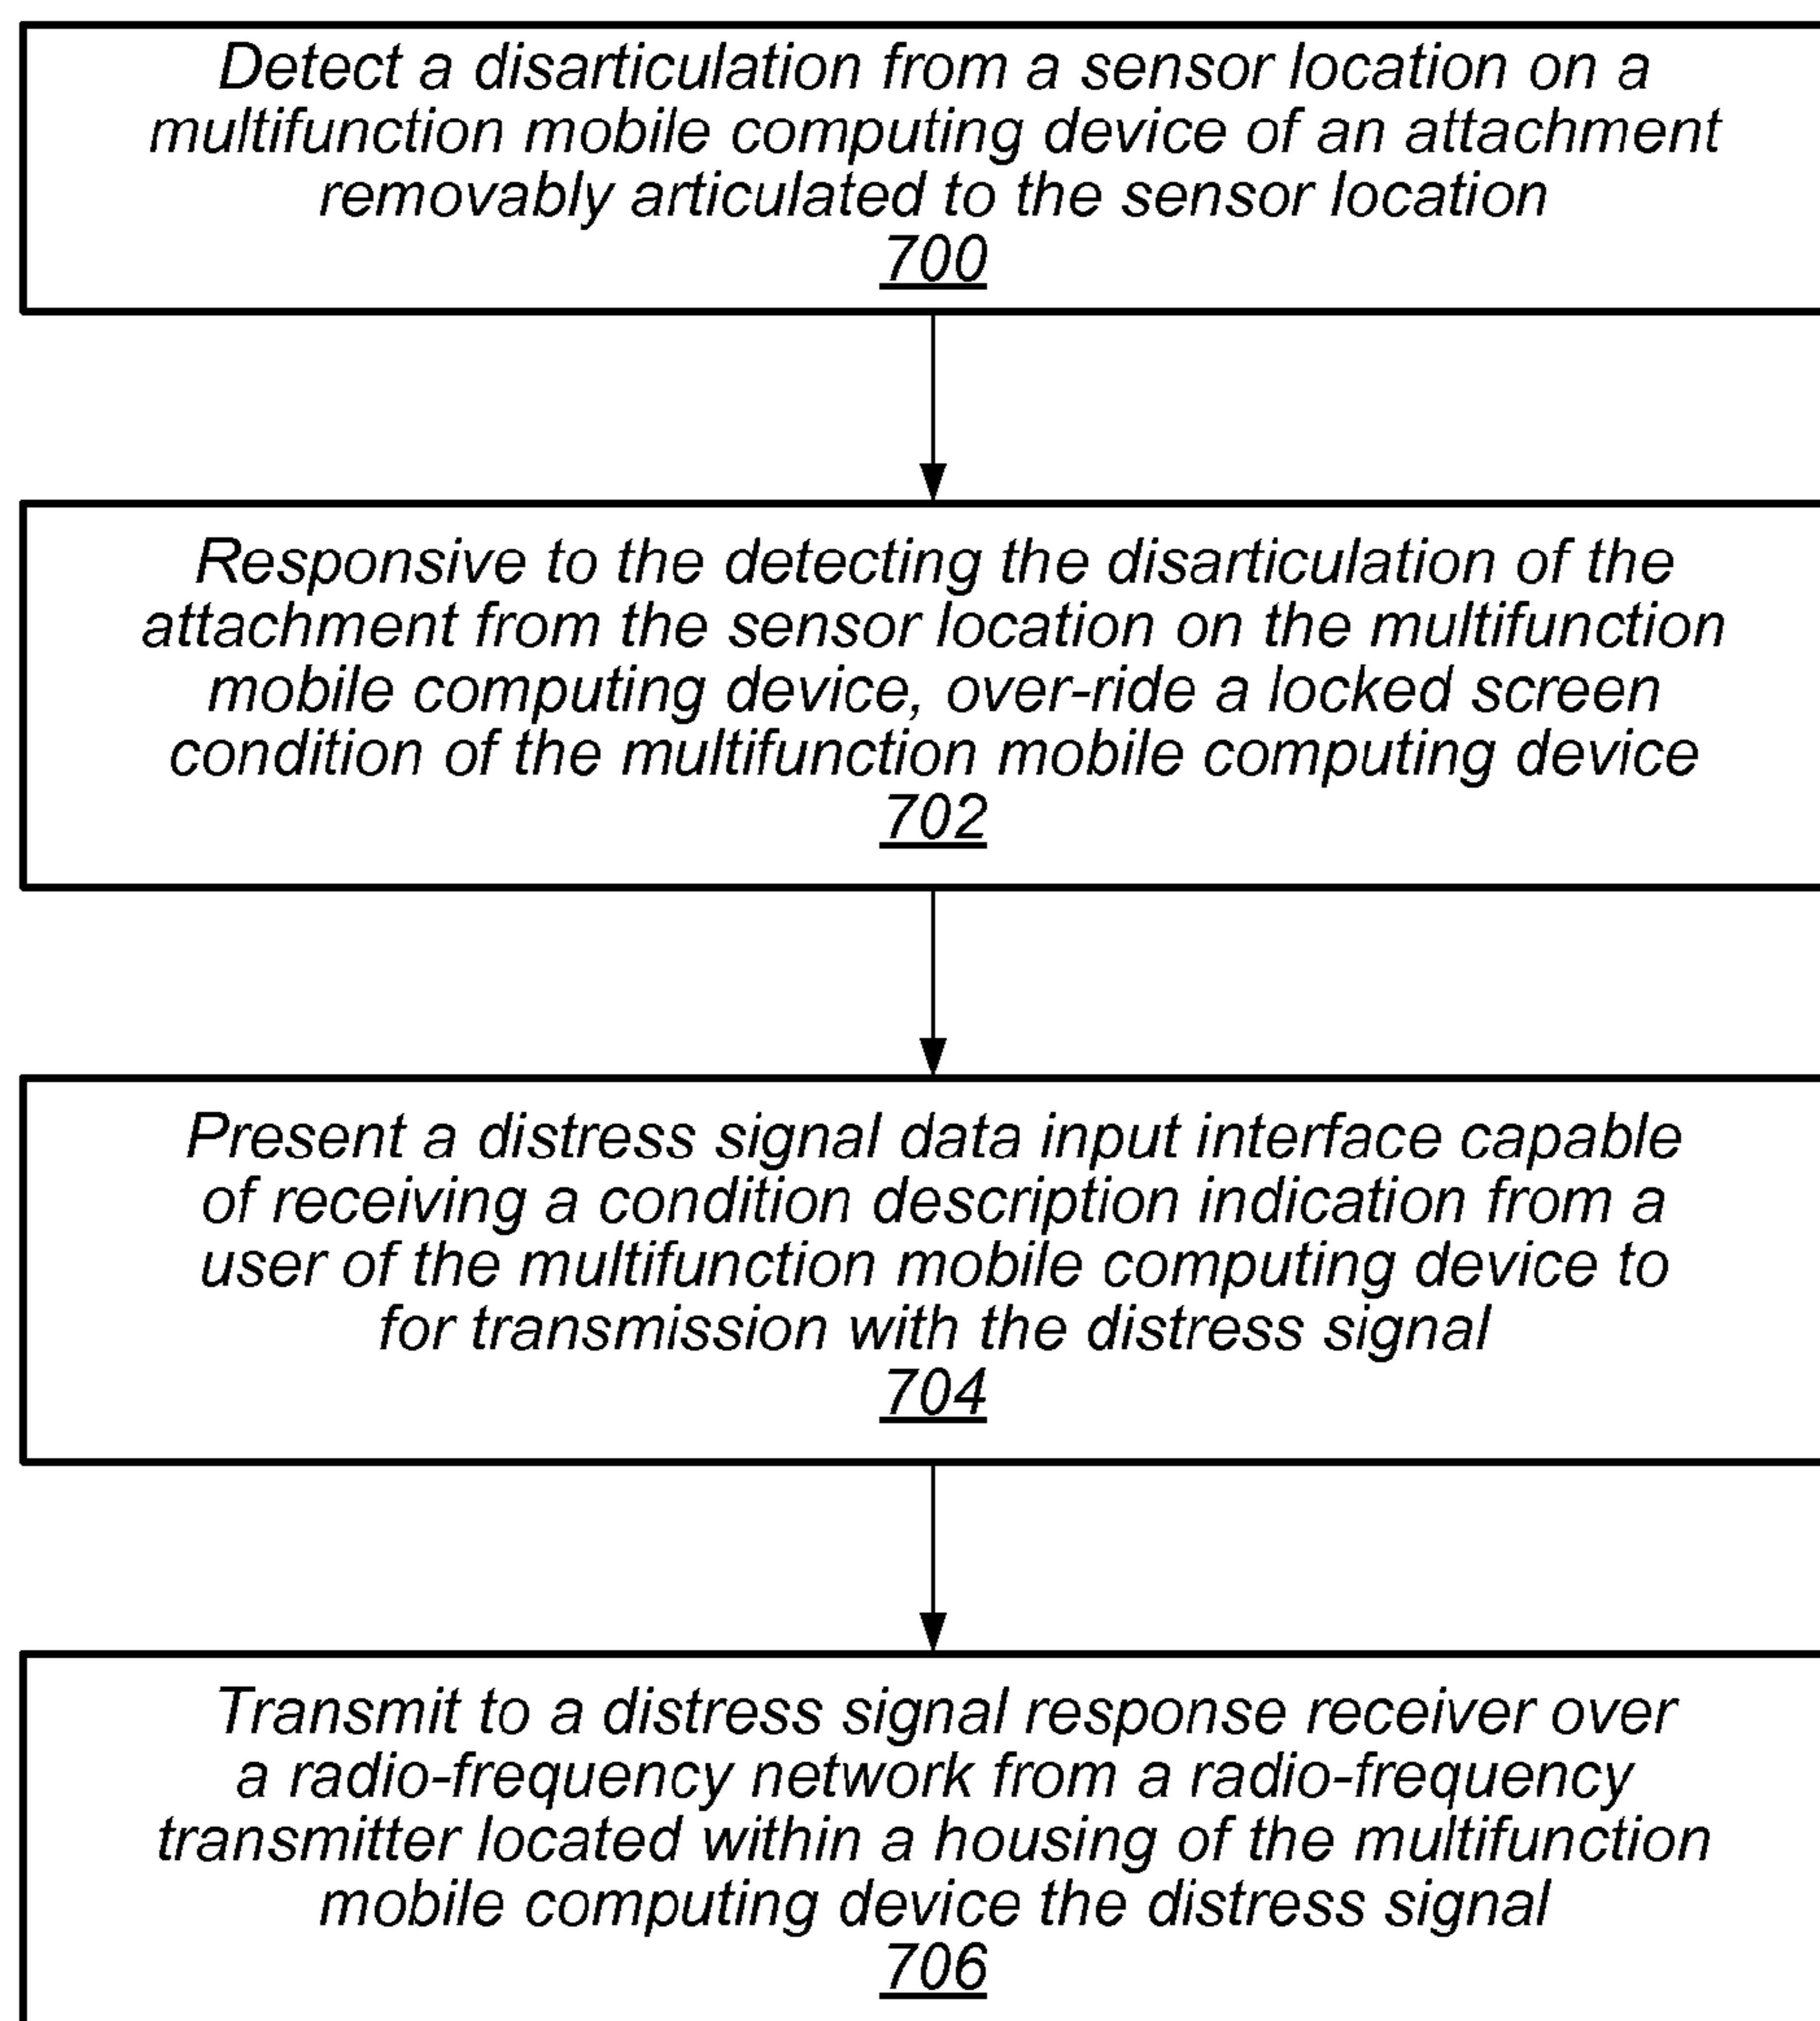 Detect a disarticulation from a sensor location on a
multifunction mobile computing device of an attachment
removably articulated to the sensor location
700
Responsive to the detecting the disarticulation of the
attachment from the sensor location on the multifunction
mobile computing device, over-ride a locked screen
condition of the multifunction mobile computing device
702
Present a distress signal data input interface capable
of receiving a condition description indication from a
user of the multifunction mobile computing device to
for transmission with the distress signal
704
Transmit to a distress signal response receiver over
a radio-frequency network from a radio-frequency
transmitter located within a housing of the multifunction
mobile computing device the distress signal
706